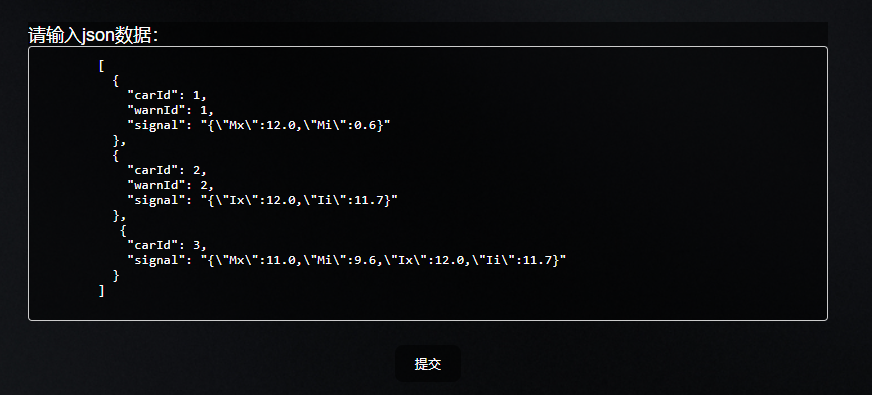 请输入json数据：
[
{
"carId": 1,
"warnId": 1,
"signal": "{\"Mx\":12.0,\"Mi\":0.6}"
},
{
"carId": 2,
"warnId": 2,
"signal": "{\"Ix\":12.0,\"Ii\":11.7}"
},
{
"carId": 3,
"signal": "{\"Mx\":11.0,\"Mi\":9.6,\"Ix\":12.0,\"Ii\":11.7}"
}
]
提交